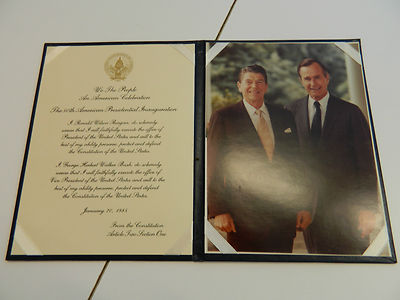 We The People
An American Celebration
The 50th American Presidential Inauguration
I Ronald Wilson Reagan do solemnly
swear that I will faithfully execute the office of
President of the United States and will to the
best of my ability preserve, protect and defend
the Constitution of the United States.
I George Herbert Walker Bush do solemnly
swear that I will faithfully execute the office of
Vice President of the United States and will to the
best of my ability preserve, protect and defend
the Constitution of the United States.
January 20, 1985
From the Constitution
Article Two Section One